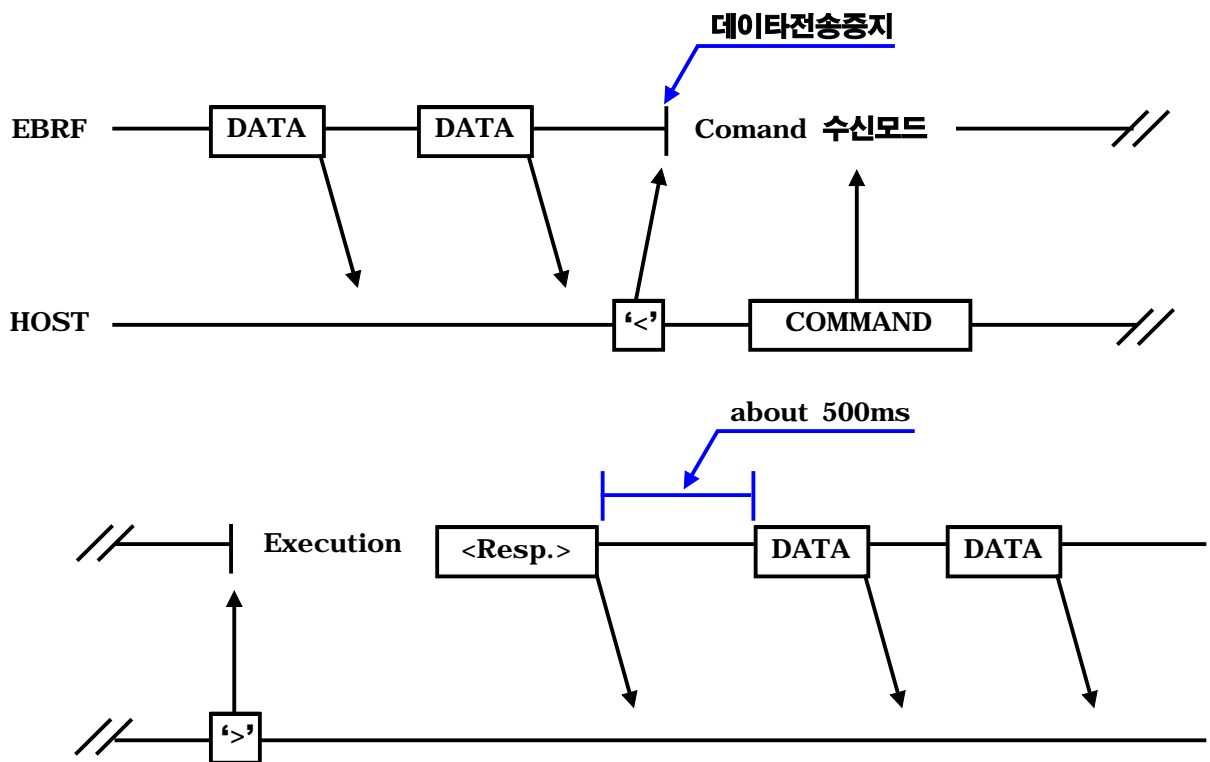 데이타전송중지
EBRF DATA DATA Comand 수신모드
HOST ‘<’ COMMAND
about 500ms
Execution <Resp.> DATA DATA
‘>’